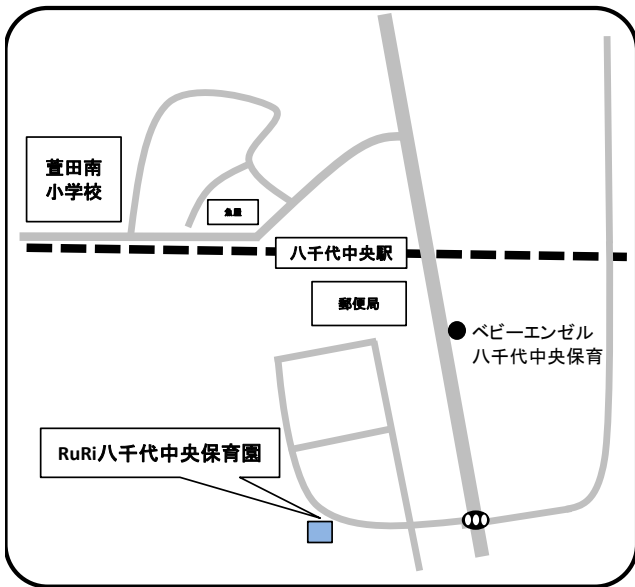 萱田南
小学校
魚屋
八千代中央駅
郵便局
ベビーエンゼル
八千代中央保育
RuRi八千代中央保育園